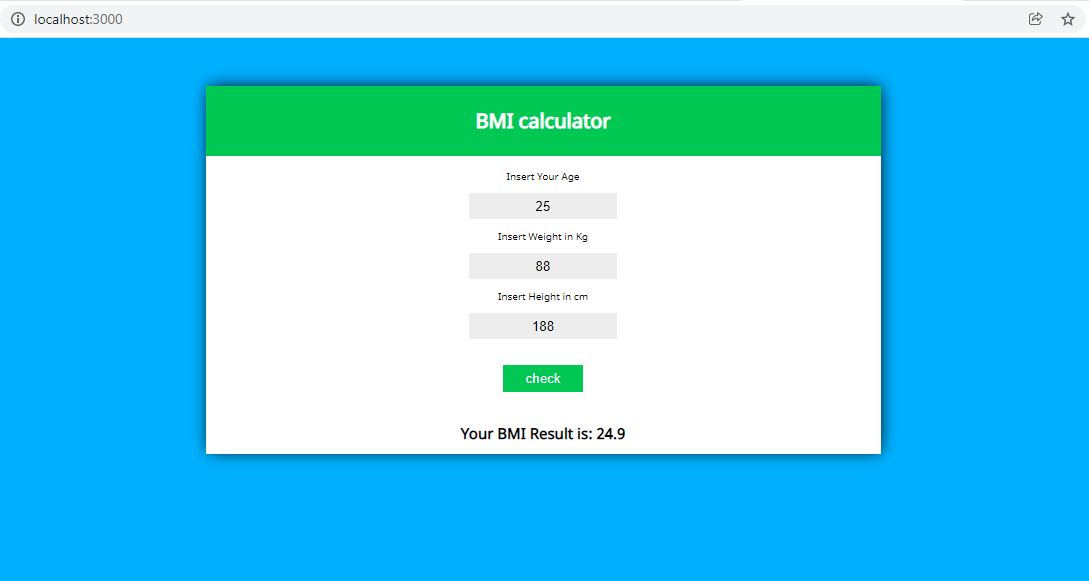 localhost:3000
BMI calculator
Insert Your Age
25
Insert Weight in Kg
88
Insert Height in cm
188
check
Your BMI Result is: 24.9